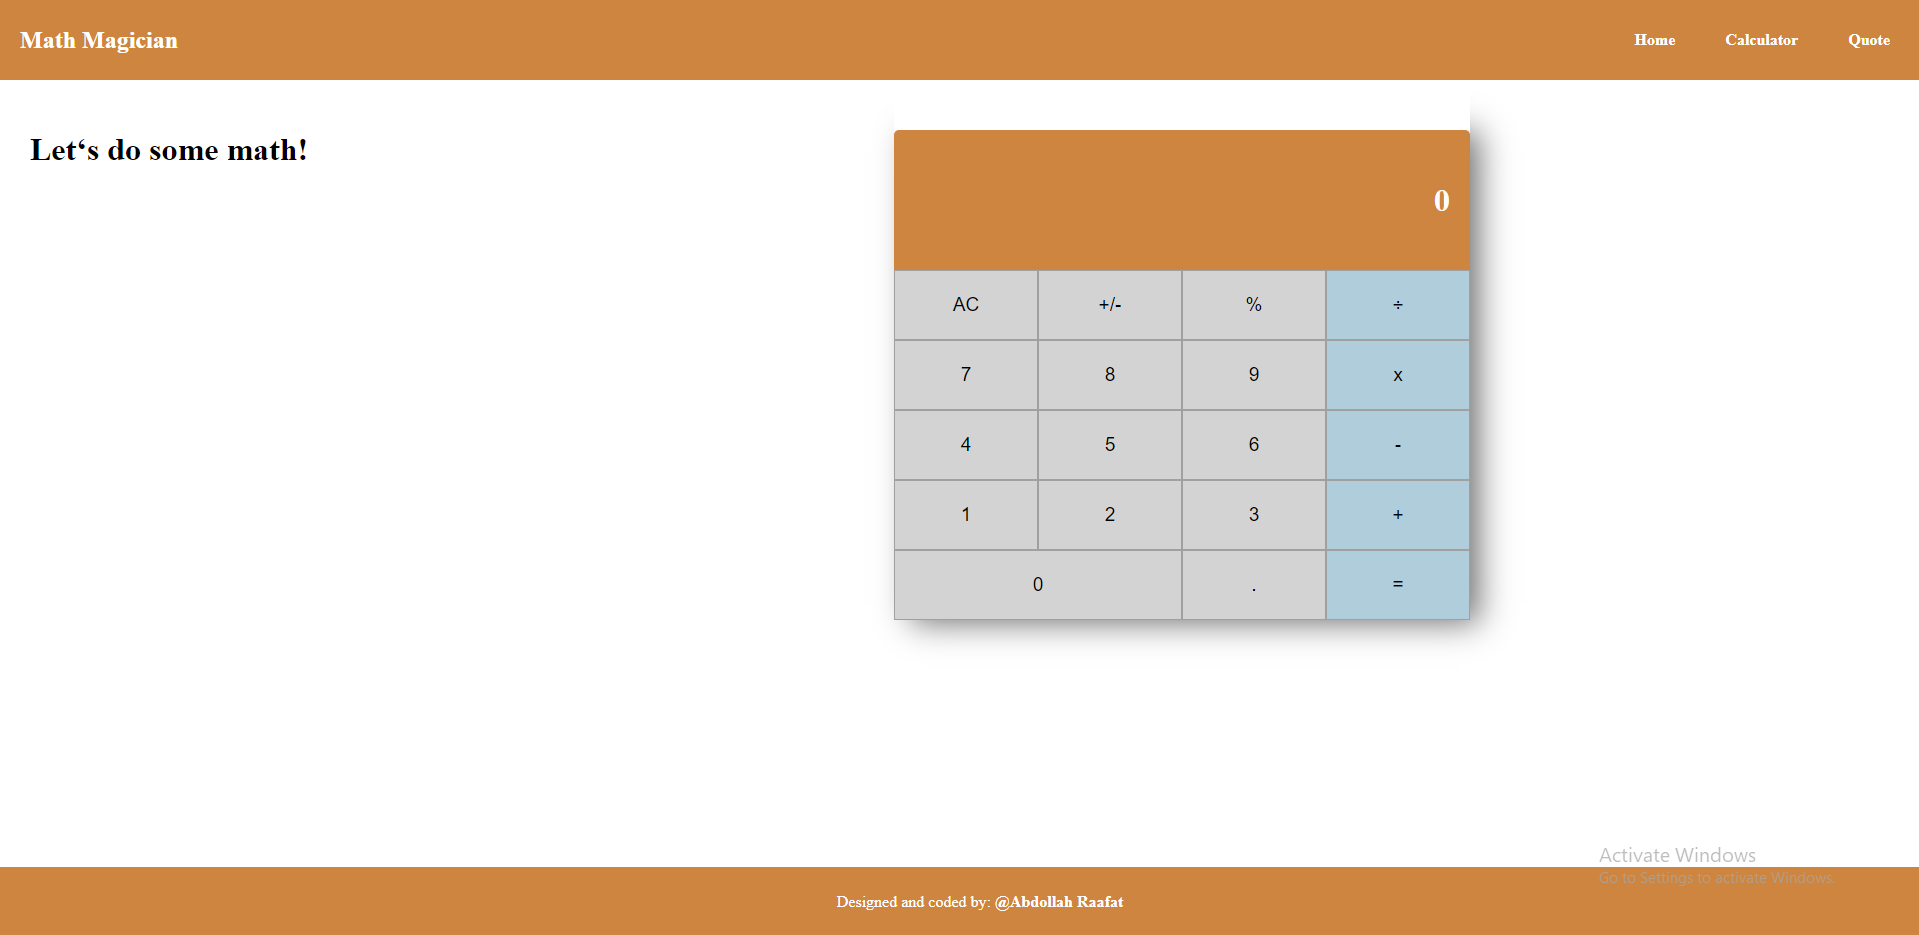 Math Magician
Home Calculator Quote
Let‘s do some math!
0
AC +/- % ÷
7 8 9 x
4 5 6 -
1 2 3 +
0 . =
Activate Windows
Go to Settings to activate Windows.
Designed and coded by: @Abdollah Raafat